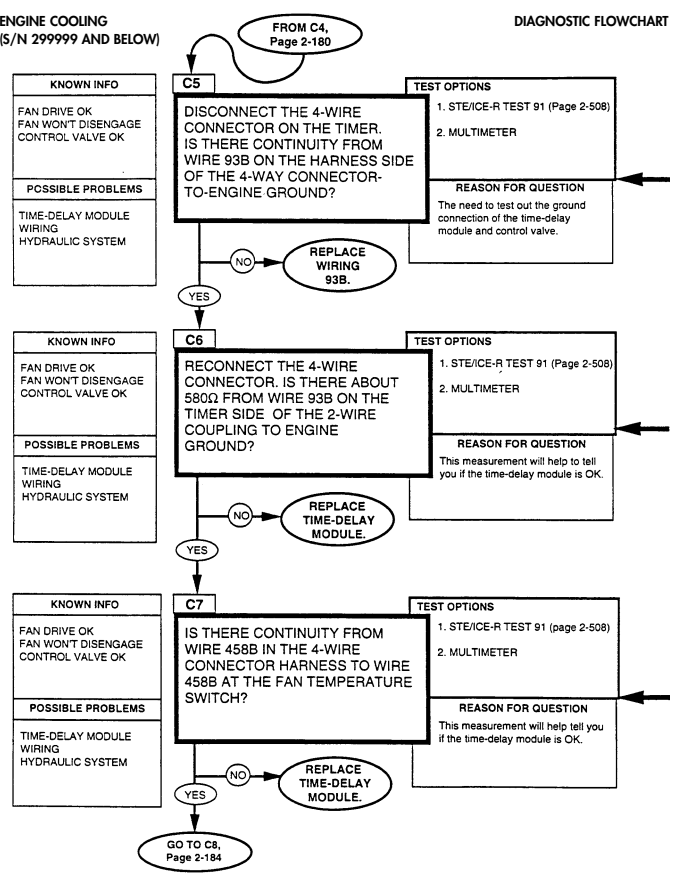 ENGINE COOLING
(S/N 299999 AND BELOW)
DIAGNOSTIC FLOWCHART
FROM C4,
Page 2-180
KNOWN INFO
FAN DRIVE OK
FAN WON'T DISENGAGE
CONTROL VALVE OK
POSSIBLE PROBLEMS
TIME-DELAY MODULE
WIRING
HYDRAULIC SYSTEM
C5
DISCONNECT THE 4-WIRE
CONNECTOR ON THE TIMER.
IS THERE CONTINUITY FROM
WIRE 93B ON THE HARNESS SIDE
OF THE 4-WAY CONNECTOR-
TO-ENGINE GROUND?
TEST OPTIONS
1. STE/ICE-R TEST 91 (Page 2-508)
2. MULTIMETER
REASON FOR QUESTION
The need to test out the ground
connection of the time-delay
module and control valve.
NO
REPLACE
WIRING
93B.
YES
KNOWN INFO
FAN DRIVE OK
FAN WON'T DISENGAGE
CONTROL VALVE OK
POSSIBLE PROBLEMS
TIME-DELAY MODULE
WIRING
HYDRAULIC SYSTEM
C6
RECONNECT THE 4-WIRE
CONNECTOR. IS THERE ABOUT
580Ω FROM WIRE 93B ON THE
TIMER SIDE OF THE 2-WIRE
COUPLING TO ENGINE
GROUND?
TEST OPTIONS
1. STE/ICE-R TEST 91 (Page 2-508)
2. MULTIMETER
REASON FOR QUESTION
This measurement will help to tell
you if the time-delay module is OK.
NO
REPLACE
TIME-DELAY
MODULE.
YES
KNOWN INFO
FAN DRIVE OK
FAN WON'T DISENGAGE
CONTROL VALVE OK
POSSIBLE PROBLEMS
TIME-DELAY MODULE
WIRING
HYDRAULIC SYSTEM
C7
IS THERE CONTINUITY FROM
WIRE 458B IN THE 4-WIRE
CONNECTOR HARNESS TO WIRE
458B AT THE FAN TEMPERATURE
SWITCH?
TEST OPTIONS
1. STE/ICE-R TEST 91 (page 2-508)
2. MULTIMETER
REASON FOR QUESTION
This measurement will help tell you
if the time-delay module is OK.
NO
REPLACE
TIME-DELAY
MODULE.
YES
GO TO C8,
Page 2-184